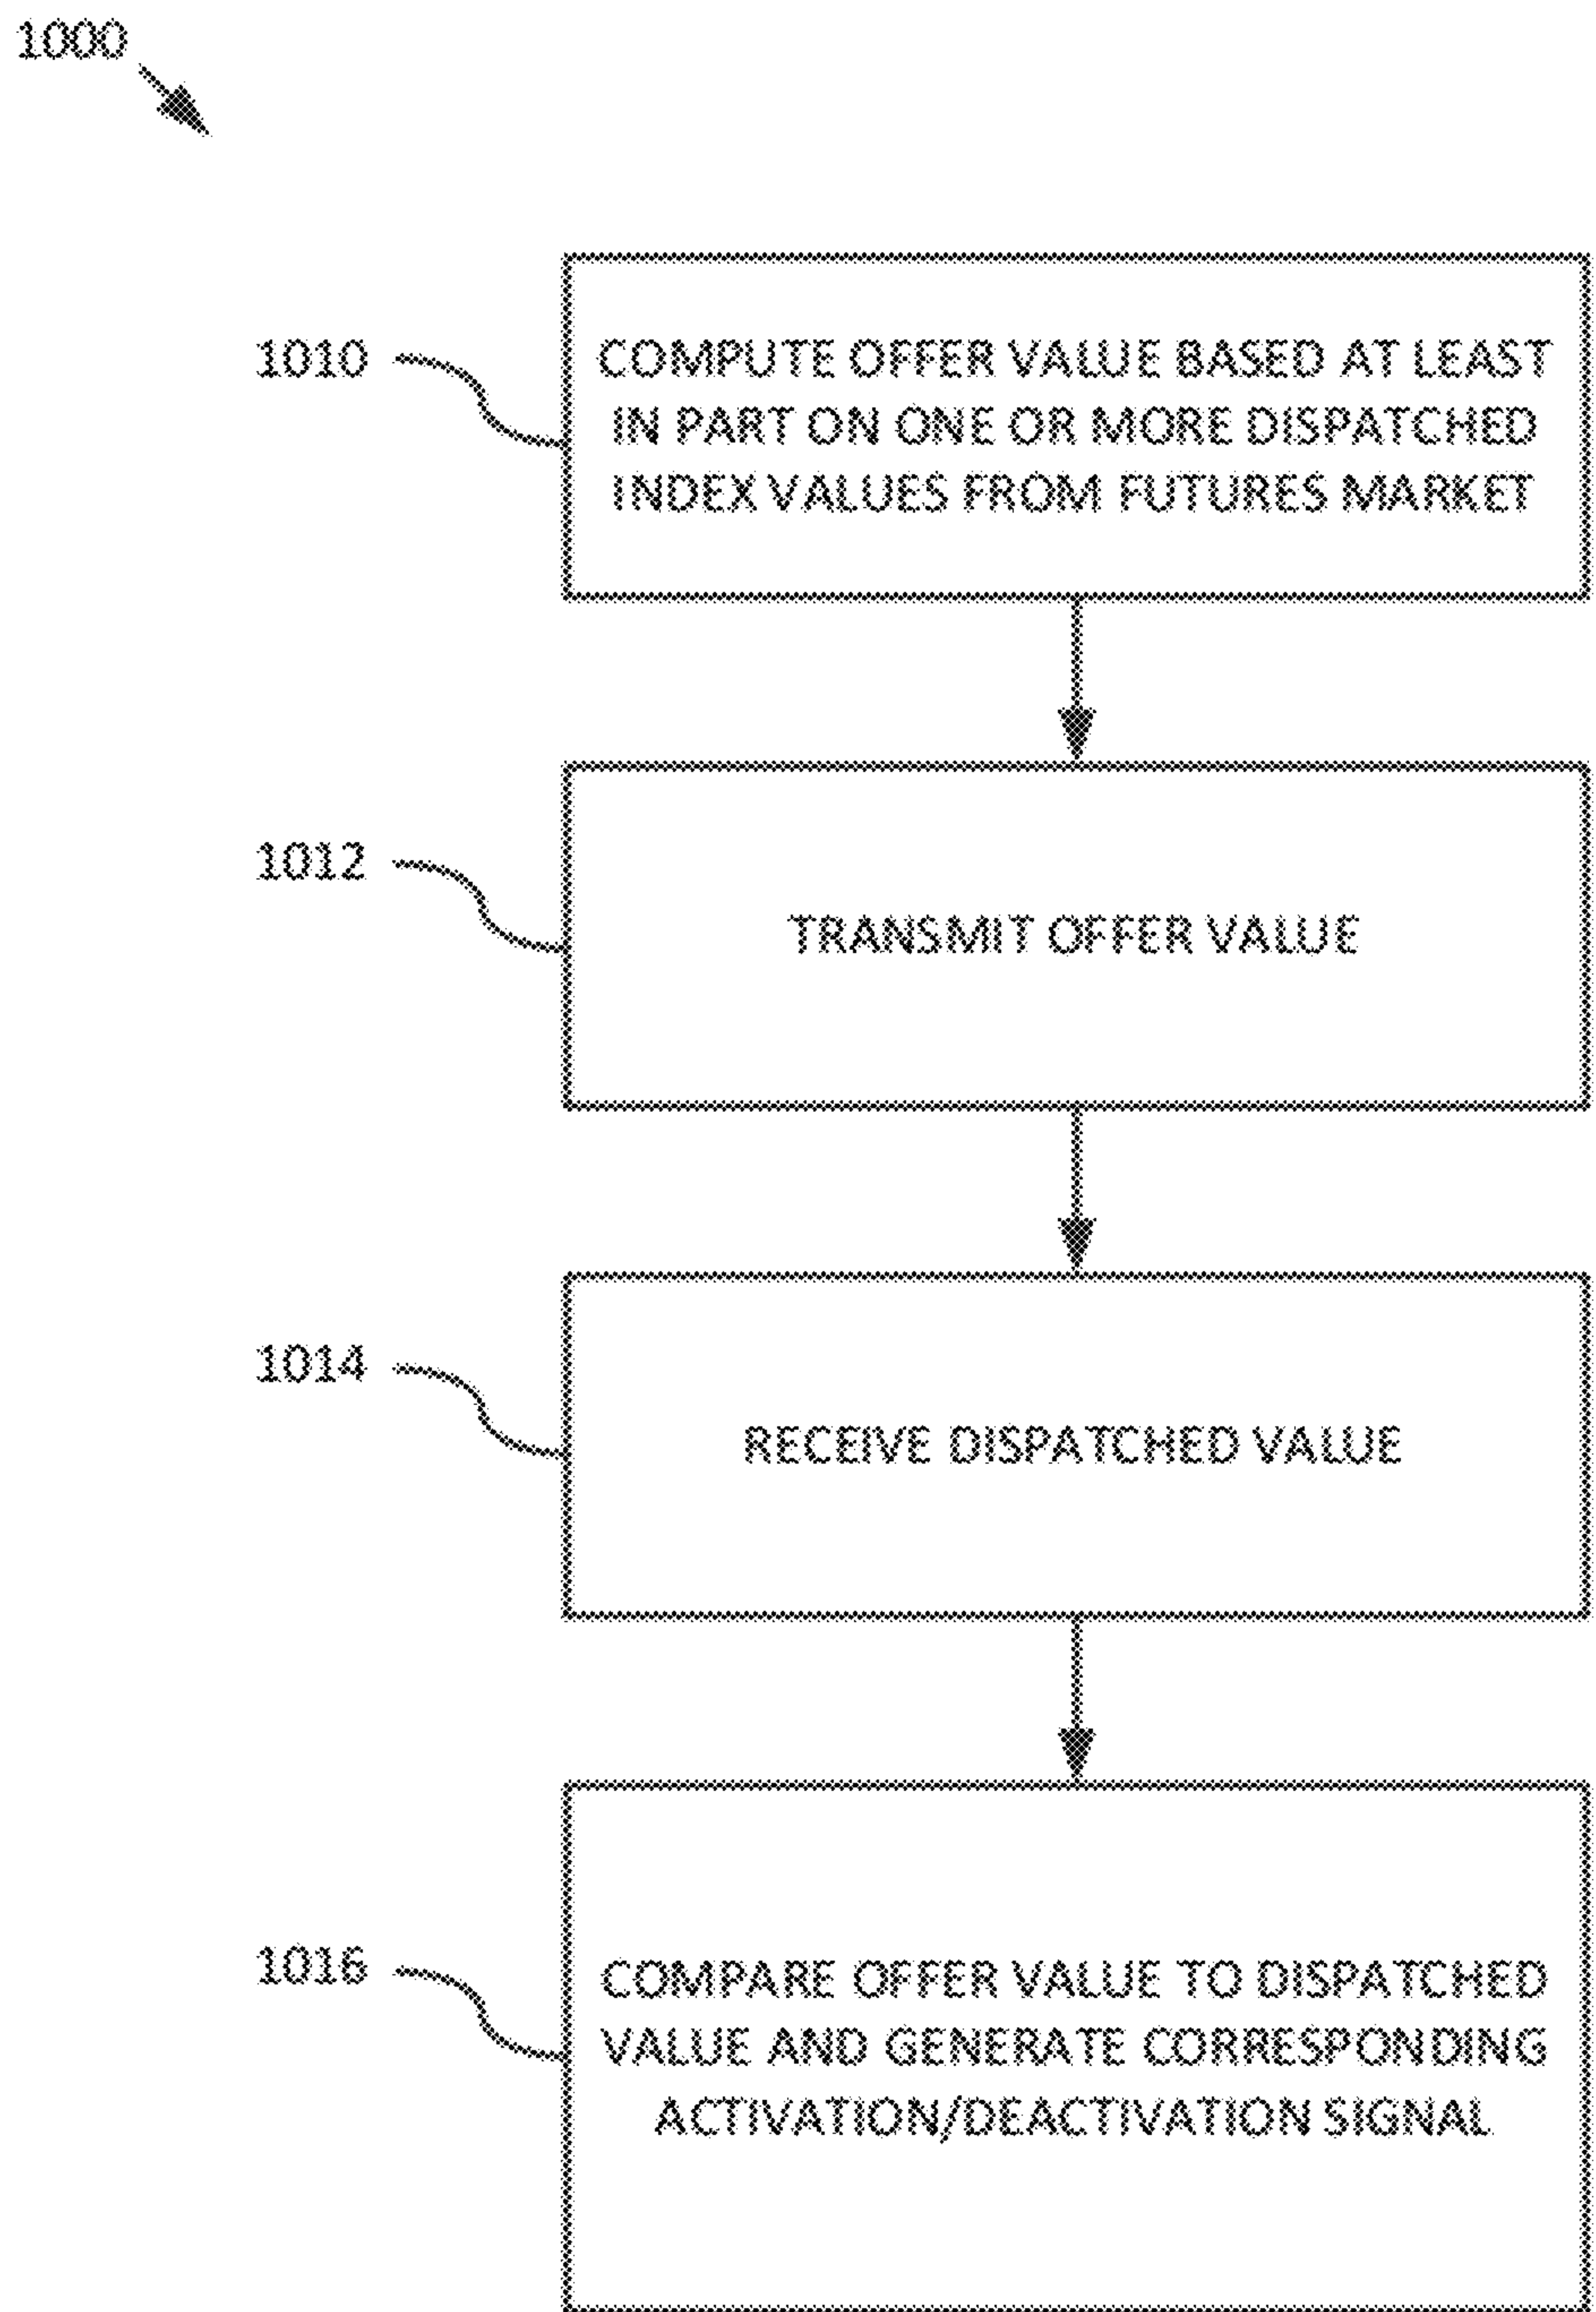 1000
1010
COMPUTE OFFER VALUE BASED AT LEAST
IN PART ON ONE OR MORE DISPATCHED
INDEX VALUES FROM FUTURES MARKET
1012
TRANSMIT OFFER VALUE
1014
RECEIVE DISPATCHED VALUE
1016
COMPARE OFFER VALUE TO DISPATCHED
VALUE AND GENERATE CORRESPONDING
ACTIVATION/DEACTIVATION SIGNAL